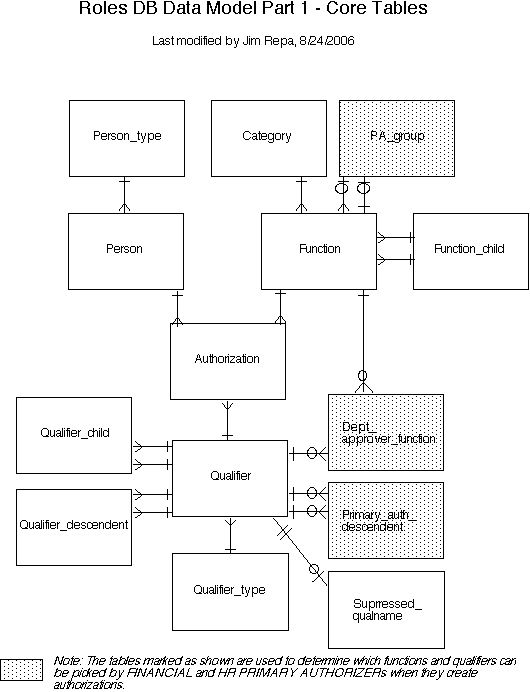 Roles DB Data Model Part 1 - Core Tables
Last modified by Jim Repa, 8/24/2006
Person_type
Category
PA_group
Person
Function
Function_child
Authorization
Qualifier_child
Dept_
approver_function
Qualifier
Qualifier_descendent
Primary_auth_
descendent
Qualifier_type
Suprressed_
qualname
Note: The tables marked as shown are used to determine which functions and qualifiers can
be picked by FINANCIAL and HR PRIMARY AUTHORIZERs when they create
authorizations.